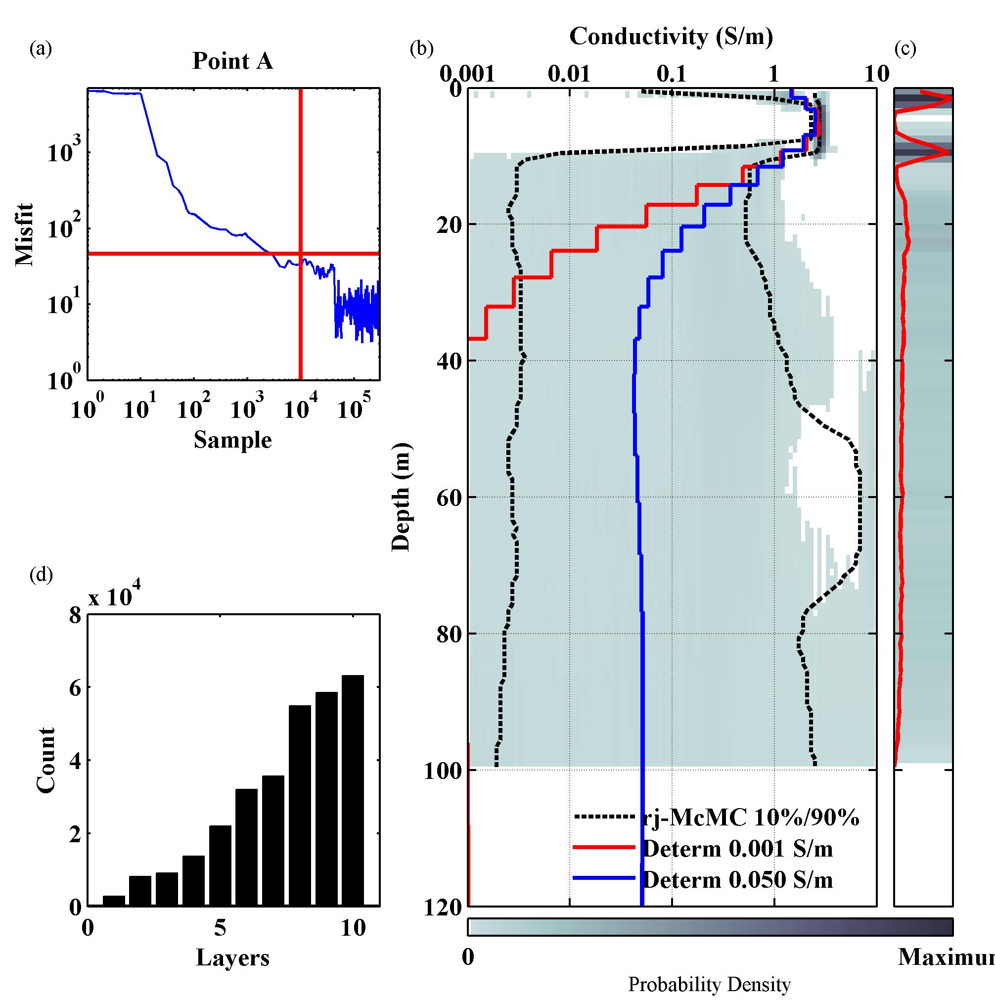 (a)
Point A
Misfit
10^3
10^2
10^1
10^0
10^0 10^1 10^2 10^3 10^4 10^5
Sample
(b)
Conductivity (S/m)
0.001 0.01 0.1 1 10
(c)
Depth (m)
0
20
40
60
80
100
120
rj-McMC 10%/90%
Determ 0.001 S/m
Determ 0.050 S/m
0 Maximum
Probability Density
(d)
x 10^4
Count
8
6
4
2
0
0 5 10
Layers